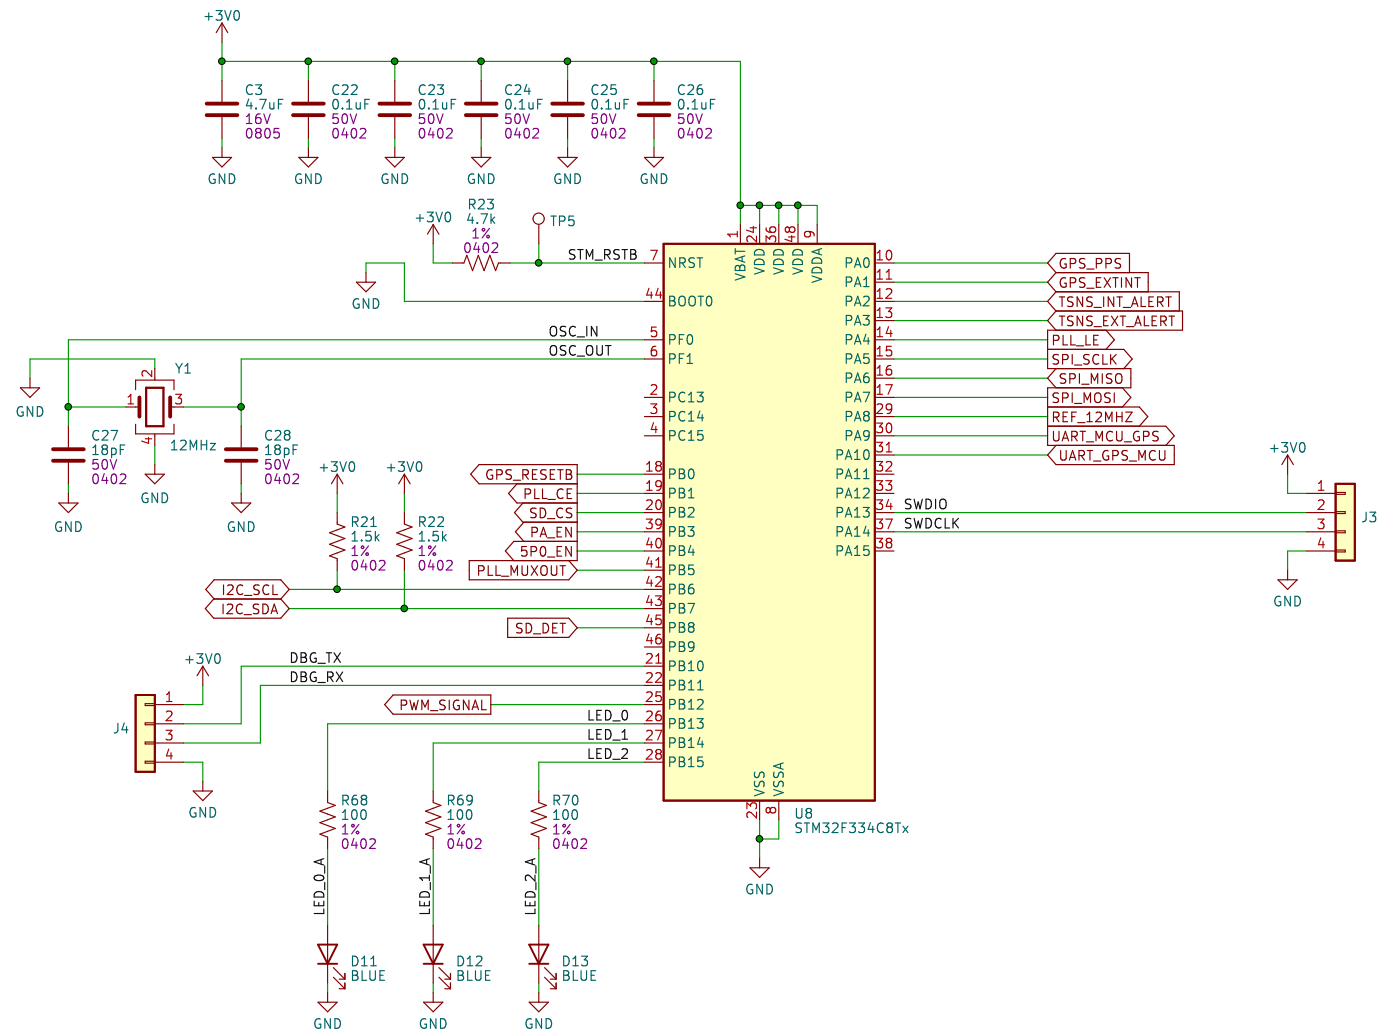 +3V0
C3
4.7uF
16V
0805
GND
C22
0.1uF
50V
0402
GND
C23
0.1uF
50V
0402
GND
C24
0.1uF
50V
0402
GND
C25
0.1uF
50V
0402
GND
C26
0.1uF
50V
0402
GND
+3V0
R23
4.7k
1%
0402
TP5
STM_RSTB
GND
OSC_IN
OSC_OUT
GND
Y1
2
1
3
4
12MHz
GND
C27
18pF
50V
0402
GND
C28
18pF
50V
0402
GND
+3V0
R21
1.5k
1%
0402
+3V0
R22
1.5k
1%
0402
1 VBAT
24 VDD
36 VDD
48 VDD
9 VDDA
7 NRST
44 BOOT0
5 PF0
6 PF1
2 PC13
3 PC14
4 PC15
GPS_RESETB 18 PB0
PLL_CE 19 PB1
SD_CS 20 PB2
PA_EN 39 PB3
5P0_EN 40 PB4
PLL_MUXOUT 41 PB5
I2C_SCL 42 PB6
I2C_SDA 43 PB7
SD_DET 45 PB8
46 PB9
DBG_TX 21 PB10
DBG_RX 22 PB11
PWM_SIGNAL 25 PB12
LED_0 26 PB13
LED_1 27 PB14
LED_2 28 PB15
PA0 10 GPS_PPS
PA1 11 GPS_EXTINT
PA2 12 TSNS_INT_ALERT
PA3 13 TSNS_EXT_ALERT
PA4 14 PLL_LE
PA5 15 SPI_SCLK
PA6 16 SPI_MISO
PA7 17 SPI_MOSI
PA8 29 REF_12MHZ
PA9 30 UART_MCU_GPS
PA10 31 UART_GPS_MCU
PA11 32
PA12 33
PA13 34 SWDIO
PA14 37 SWDCLK
PA15 38
23 VSS
8 VSSA
U8
STM32F334C8Tx
GND
+3V0
1
2
3
4
J3
GND
+3V0
J4
1
2
3
4
GND
R68
100
1%
0402
LED_0_A
D11
BLUE
GND
R69
100
1%
0402
LED_1_A
D12
BLUE
GND
R70
100
1%
0402
LED_2_A
D13
BLUE
GND